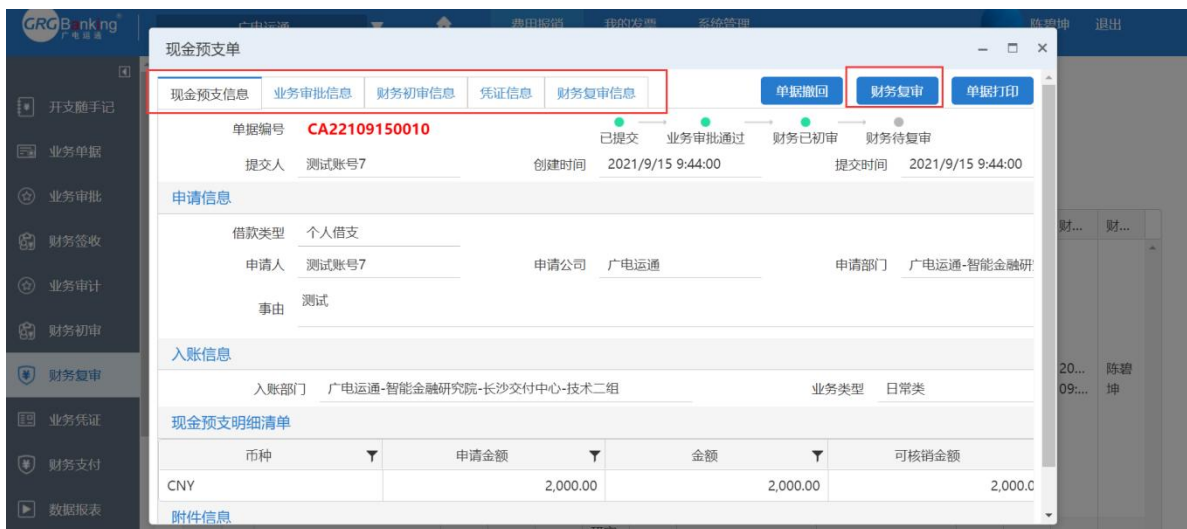 GRGBanking
广电运通
广电运通 费用报销 我的发票 系统管理 陈碧坤 退出
现金预支单
现金预支信息 业务审批信息 财务初审信息 凭证信息 财务复审信息 单据撤回 财务复审 单据打印
单据编号 CA22109150010 已提交 业务审批通过 财务已初审 财务待复审
提交人 测试账号7 创建时间 2021/9/15 9:44:00 提交时间 2021/9/15 9:44:00
申请信息
借款类型 个人借支
申请人 测试账号7 申请公司 广电运通 申请部门 广电运通-智能金融研
事由 测试
入账信息
入账部门 广电运通-智能金融研究院-长沙交付中心-技术二组 业务类型 日常类
现金预支明细清单
币种 申请金额 金额 可核销金额
CNY 2,000.00 2,000.00 2,000.0
附件信息
开支随手记
业务单据
业务审批
财务签收
业务审计
财务初审
财务复审
业务凭证
财务支付
数据报表
财... 财...
20... 陈碧
09:... 坤